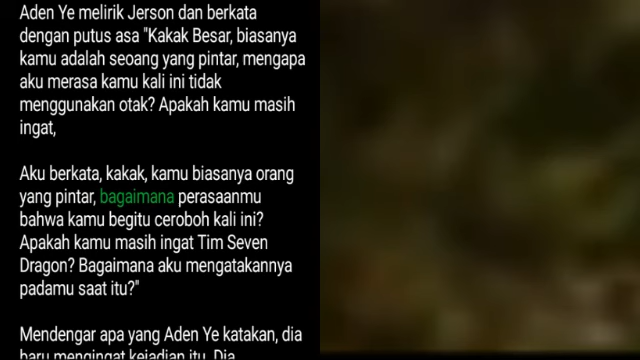 Aden Ye melirik Jerson dan berkata
dengan putus asa "Kakak Besar, biasanya
kamu adalah seoang yang pintar, mengapa
aku merasa kamu kali ini tidak
menggunakan otak? Apakah kamu masih
ingat,
Aku berkata, kakak, kamu biasanya orang
yang pintar, bagaimana perasaanmu
bahwa kamu begitu ceroboh kali ini?
Apakah kamu masih ingat Tim Seven
Dragon? Bagaimana aku mengatakannya
padamu saat itu?"
Mendengar apa yang Aden Ye katakan, dia
baru mengingat kejadian itu. Dia